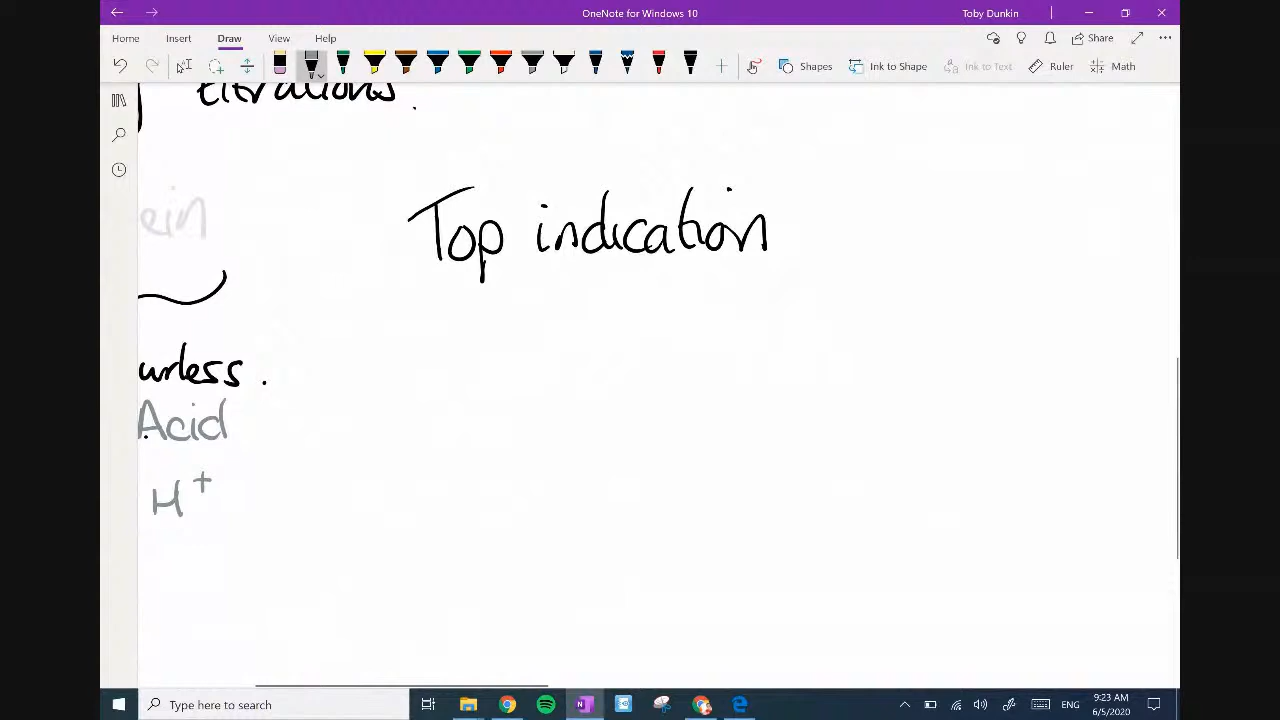 OneNote for Windows 10
Toby Dunkin
Home Insert Draw View Help
Share
Shapes Ink to Shape Ink to Text Ruler Math
titrations.
ein
Top indication
urless.
Acid
H+
Type here to search
9:23 AM
6/5/2020